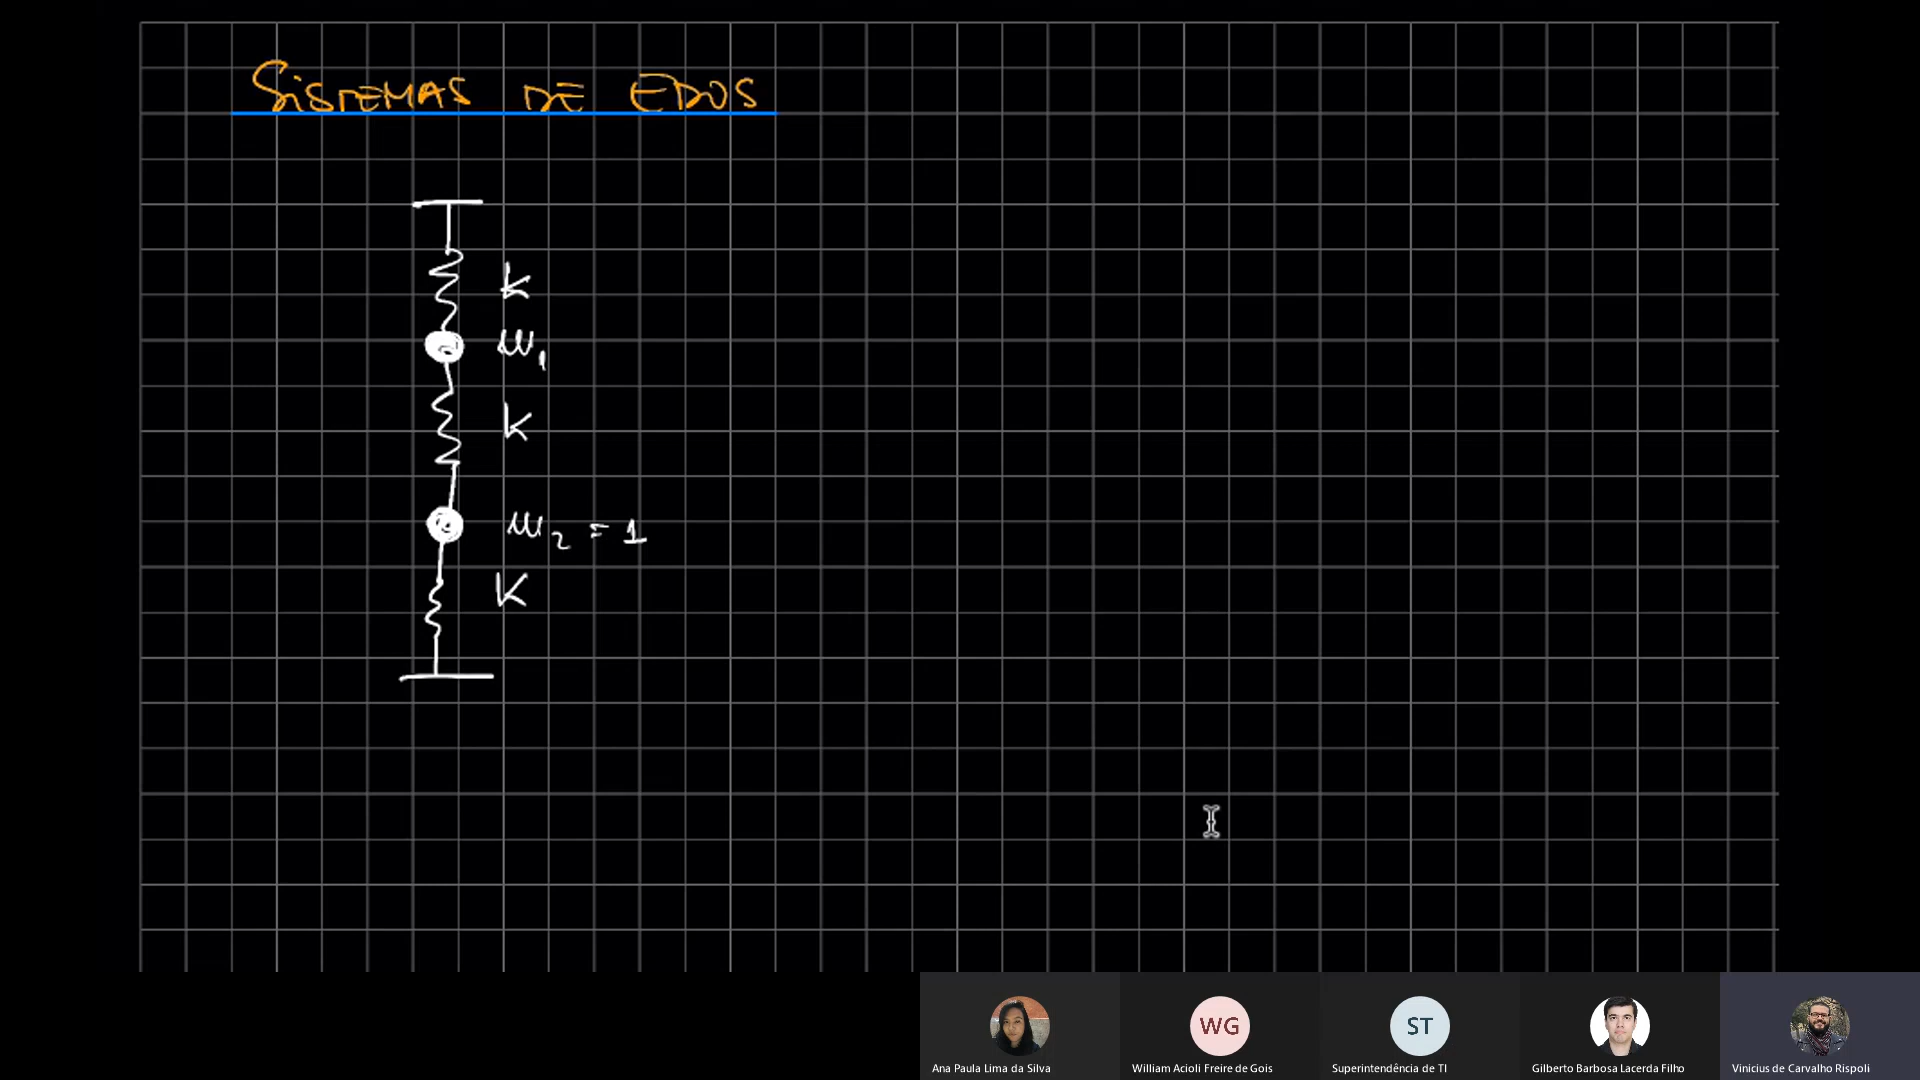 SiSTEMAS DE EDOS
k
m₁
k
m₂ = 1
K
WG
ST
Ana Paula Lima da Silva
William Acioli Freire de Gois
Superintendência de TI
Gilberto Barbosa Lacerda Filho
Vinicius de Carvalho Rispoli